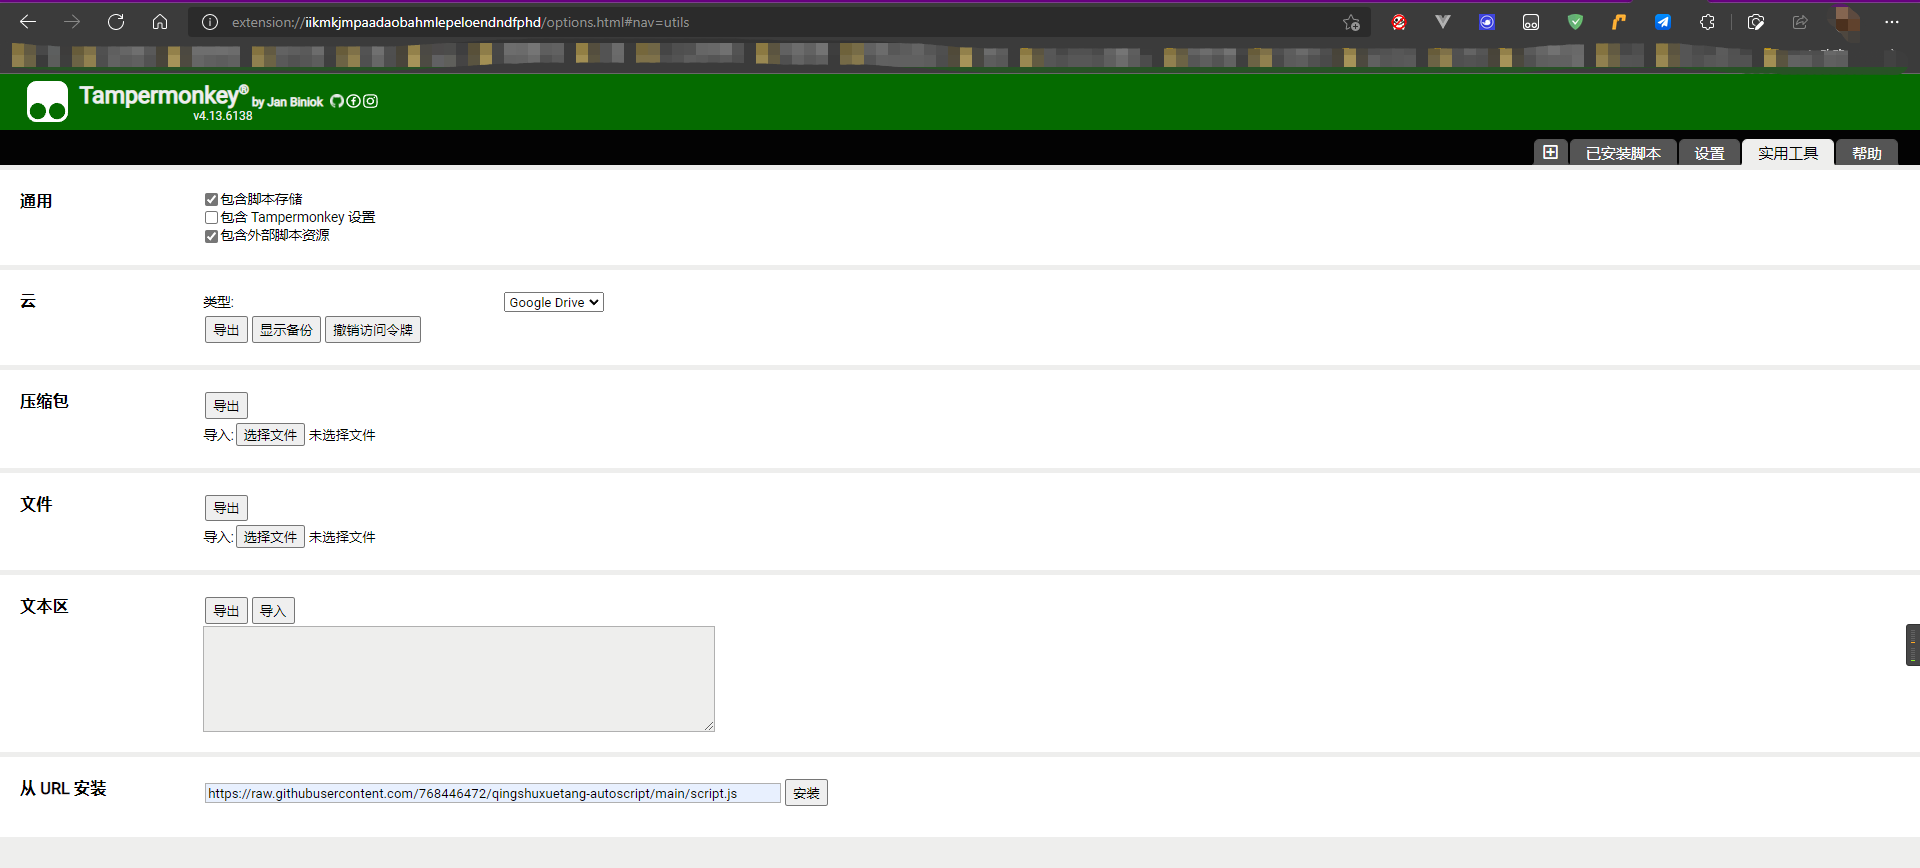 extension://iikmkjmpaadaobahmlepeloendndfphd/options.html#nav=utils
Tampermonkey® by Jan Biniok
v4.13.6138
已安装脚本 设置 实用工具 帮助
通用
包含脚本存储
包含 Tampermonkey 设置
包含外部脚本资源
云
类型: Google Drive
导出 显示备份 撤销访问令牌
压缩包
导出
导入: 选择文件 未选择文件
文件
导出
导入: 选择文件 未选择文件
文本区
导出 导入
从 URL 安装
https://raw.githubusercontent.com/768446472/qingshuxuetang-autoscript/main/script.js 安装